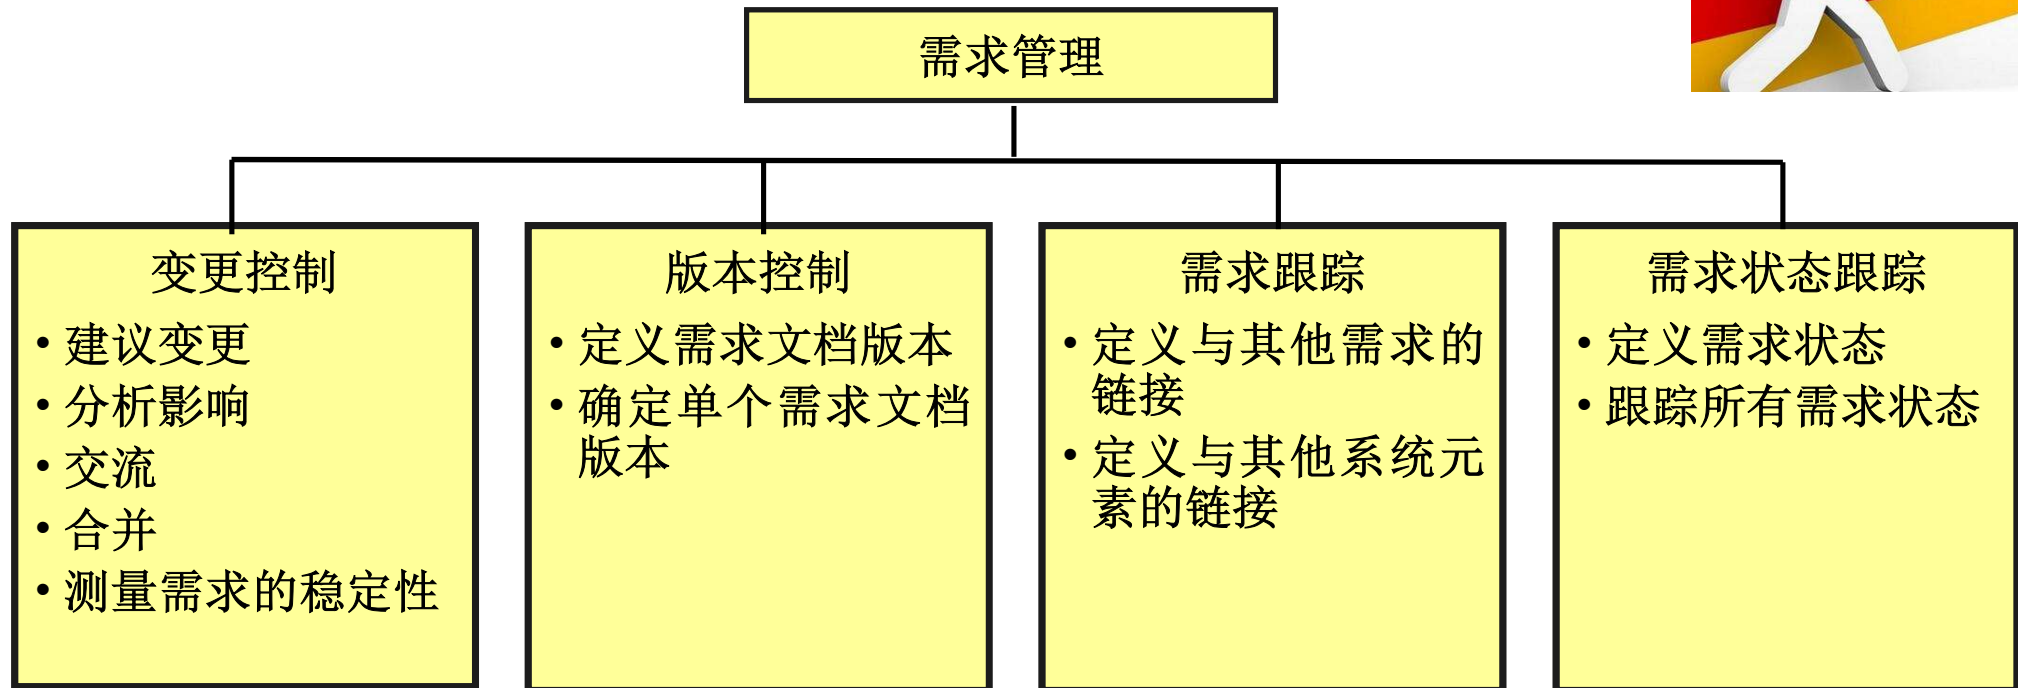 需求管理
变更控制
• 建议变更
• 分析影响
• 交流
• 合并
• 测量需求的稳定性
版本控制
• 定义需求文档版本
• 确定单个需求文档
版本
需求跟踪
• 定义与其他需求的
链接
• 定义与其他系统元
素的链接
需求状态跟踪
• 定义需求状态
• 跟踪所有需求状态